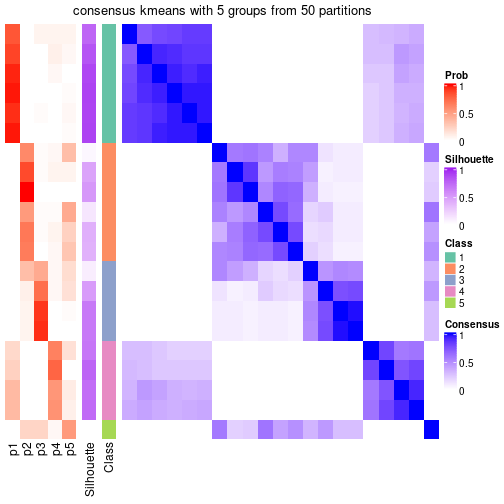 consensus kmeans with 5 groups from 50 partitions
Prob
1
0.5
0
Silhouette
1
0.5
0
Class
1
2
3
4
5
Consensus
1
0.5
0
p1
p2
p3
p4
p5
Silhouette
Class